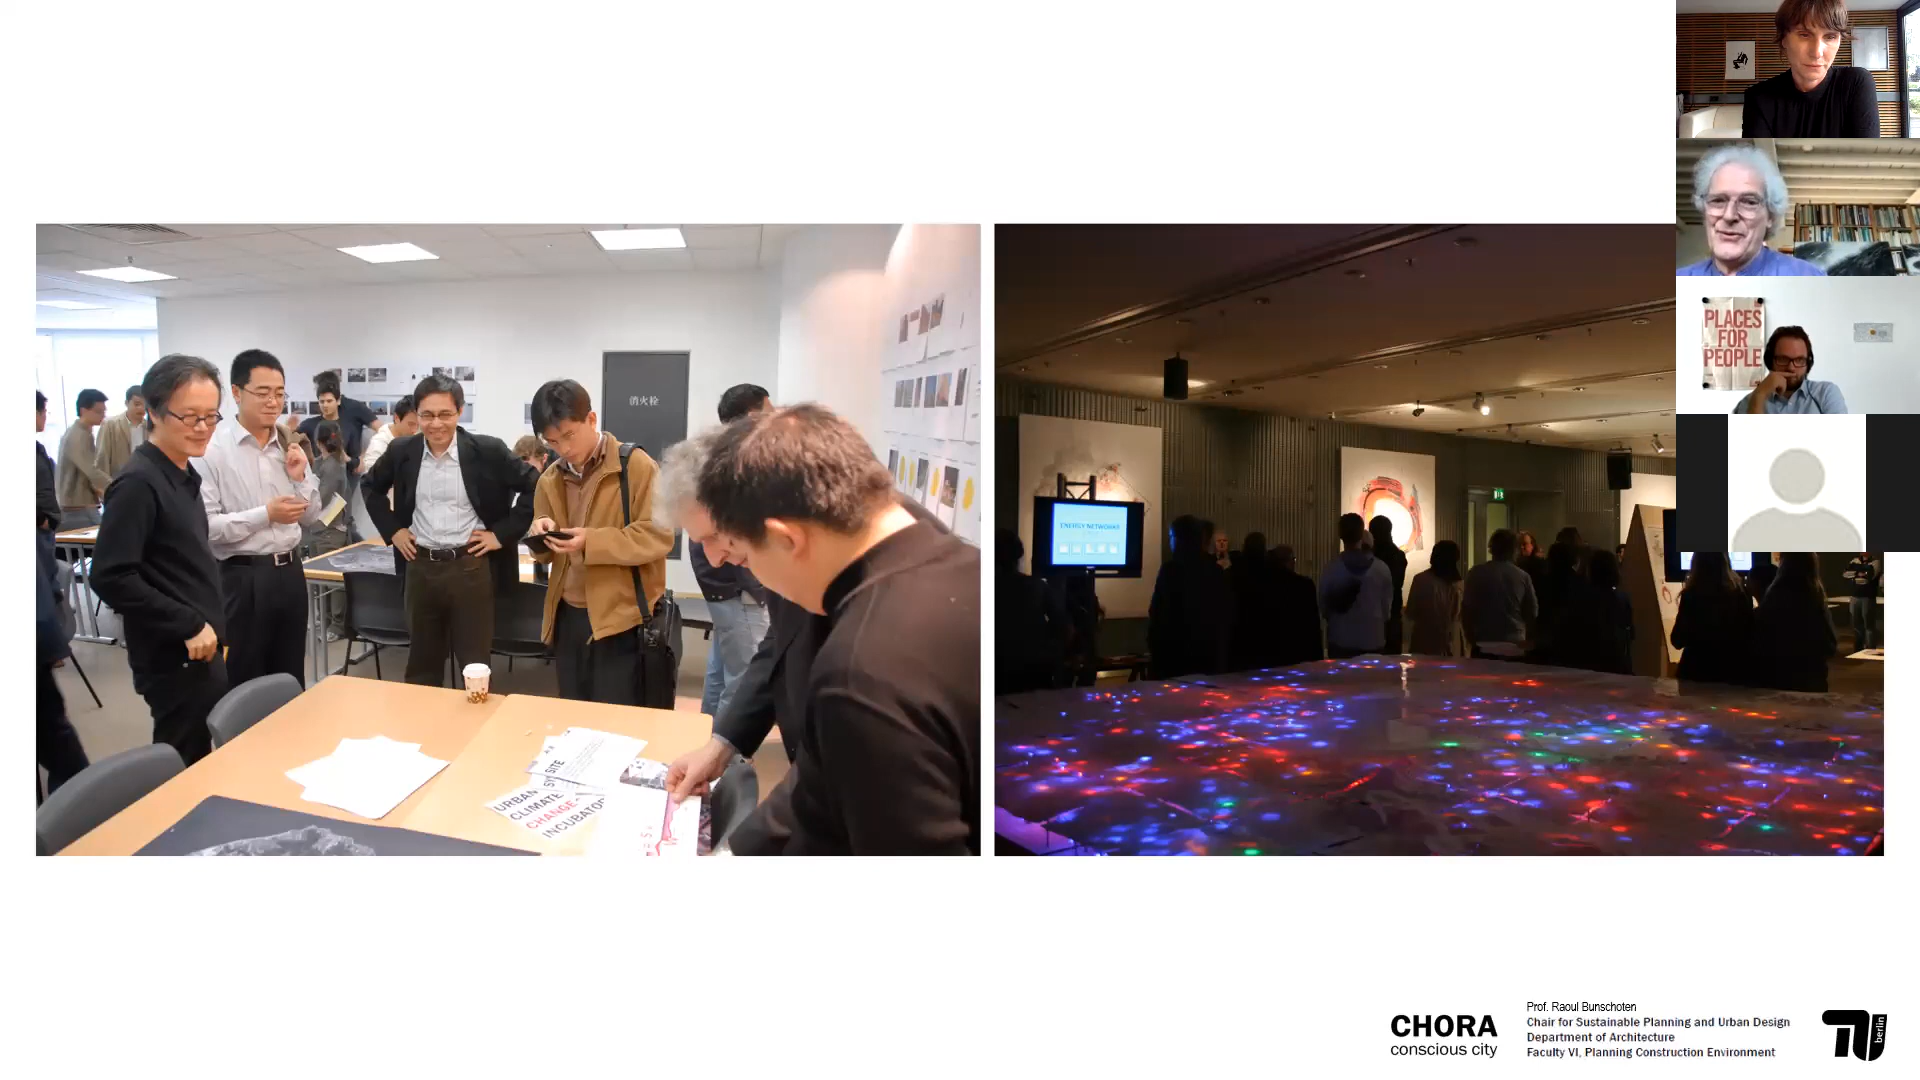 PLACES
FOR
PEOPLE
消火栓
ENERGY NETWORKS
SITE
URBAN
CLIMATE
CHANGE-
INCUBATOR
CHORA
conscious city
Prof. Raoul Bunschoten
Chair for Sustainable Planning and Urban Design
Department of Architecture
Faculty VI, Planning Construction Environment
berlin